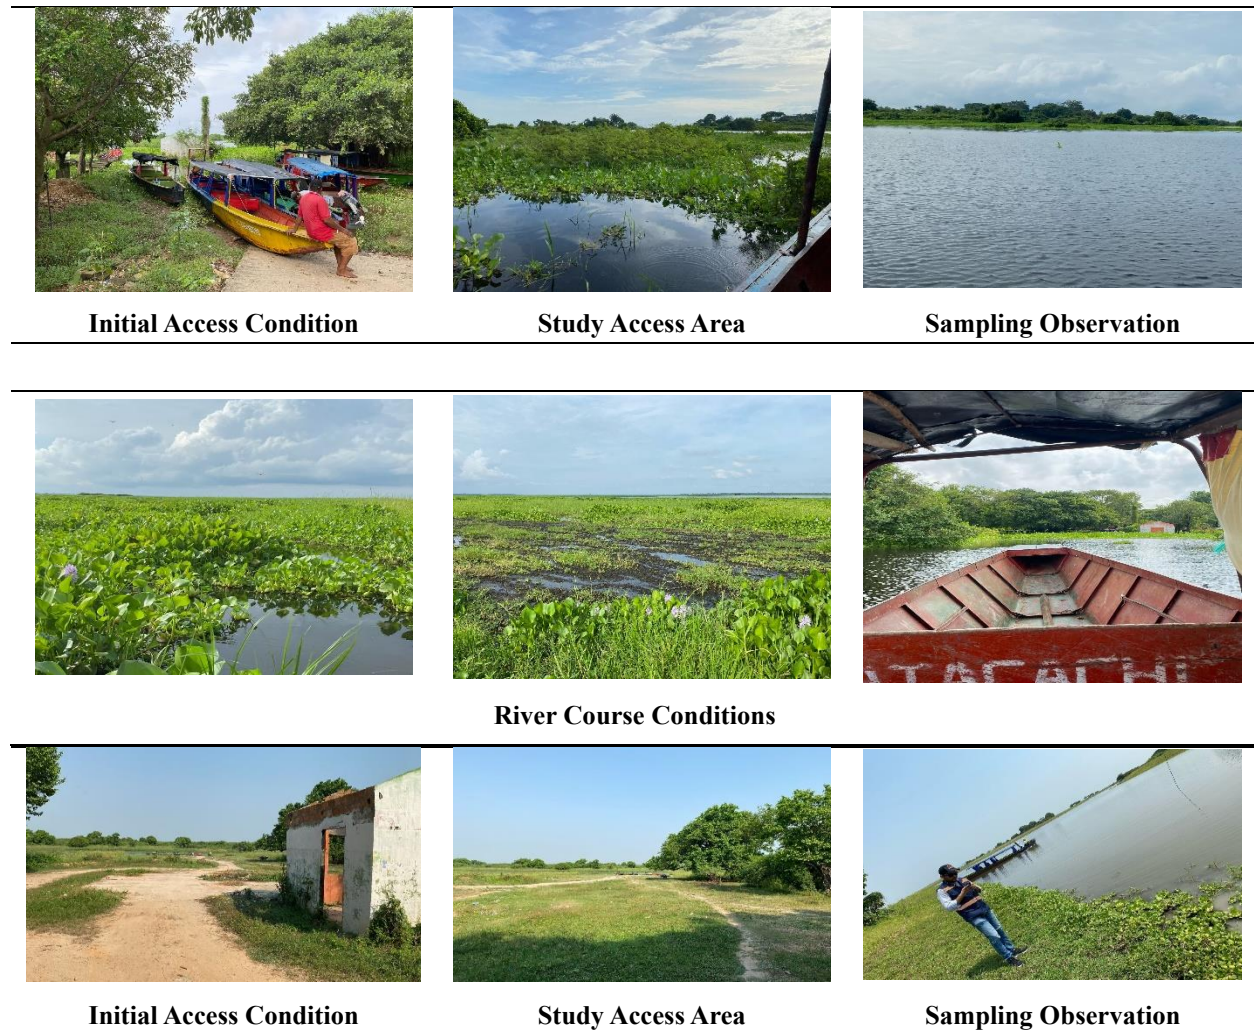 Initial Access Condition
Study Access Area
Sampling Observation
River Course Conditions
Initial Access Condition
Study Access Area
Sampling Observation